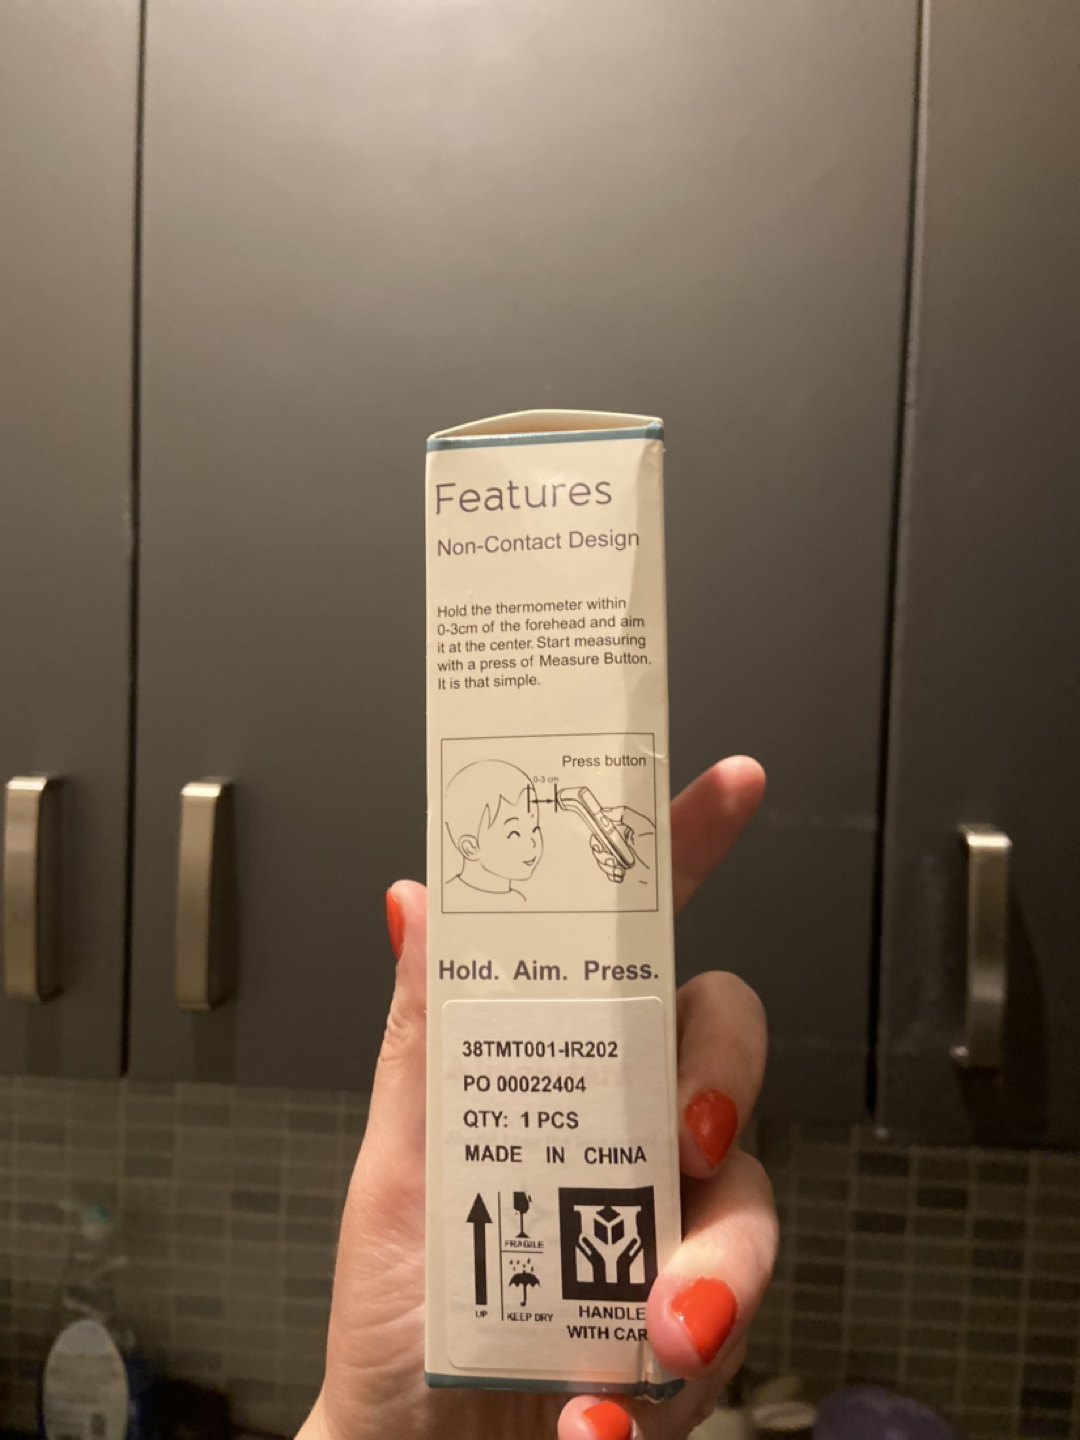 Features
Non-Contact Design
Hold the thermometer within
0-3cm of the forehead and aim
it at the center. Start measuring
with a press of Measure Button.
It is that simple.
Press button
0-3 cm
Hold. Aim. Press.
38TMT001-IR202
PO 00022404
QTY: 1 PCS
MADE IN CHINA
FRAGILE
UP
KEEP DRY
HANDLE
WITH CAR